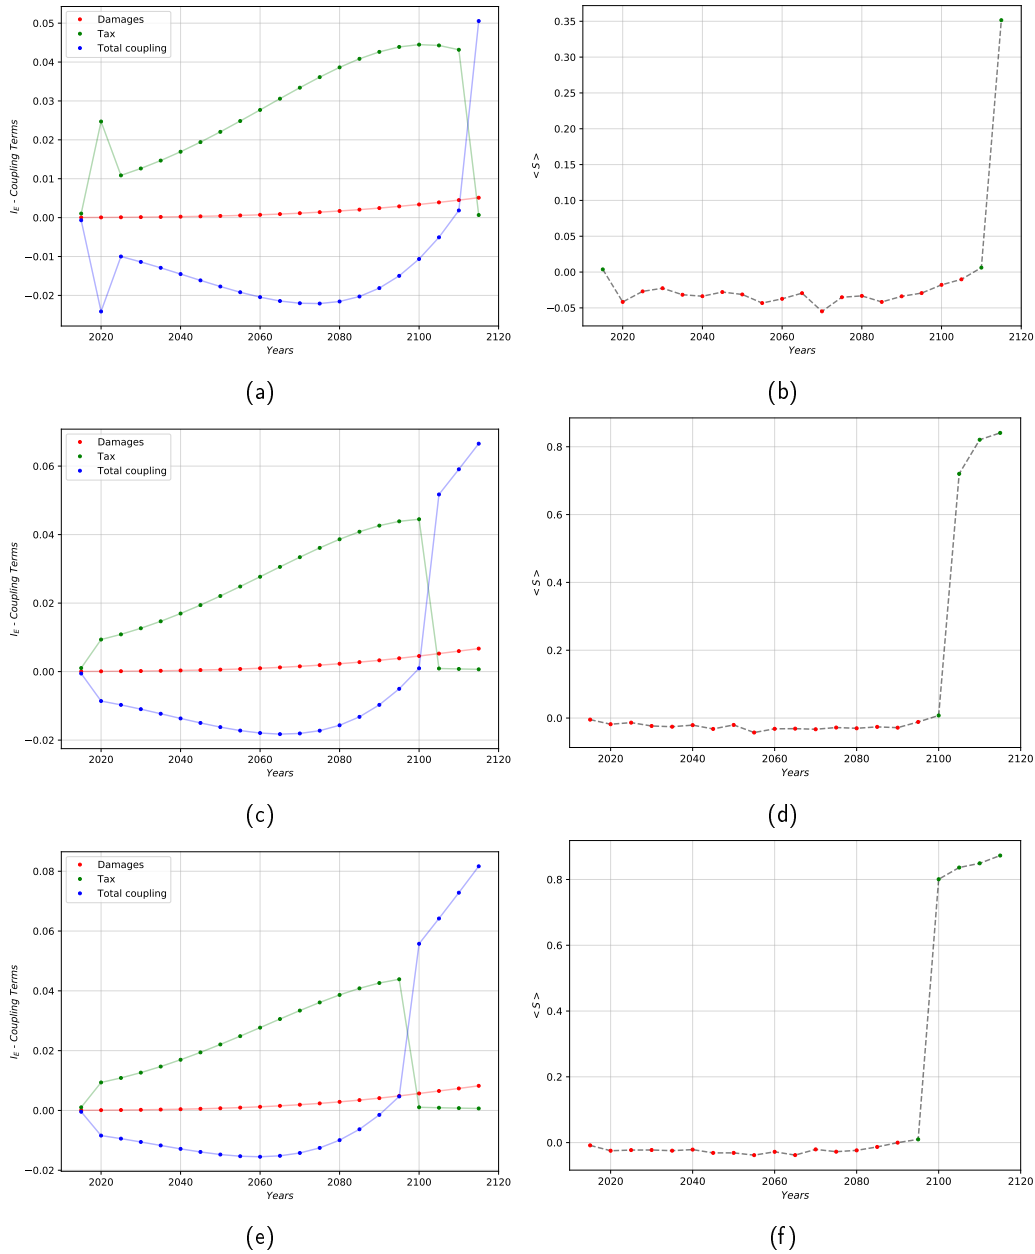 Damages
Tax
Total coupling
0.05
0.04
0.03
0.02
0.01
0.00
−0.01
−0.02
I_E - Coupling Terms
2020 2040 2060 2080 2100 2120
Years
(a)
0.35
0.30
0.25
0.20
0.15
0.10
0.05
0.00
−0.05
< S >
2020 2040 2060 2080 2100 2120
Years
(b)
Damages
Tax
Total coupling
0.06
0.04
0.02
0.00
−0.02
I_E - Coupling Terms
2020 2040 2060 2080 2100 2120
Years
(c)
0.8
0.6
0.4
0.2
0.0
< S >
2020 2040 2060 2080 2100 2120
Years
(d)
Damages
Tax
Total coupling
0.08
0.06
0.04
0.02
0.00
−0.02
I_E - Coupling Terms
2020 2040 2060 2080 2100 2120
Years
(e)
0.8
0.6
0.4
0.2
0.0
< S >
2020 2040 2060 2080 2100 2120
Years
(f)